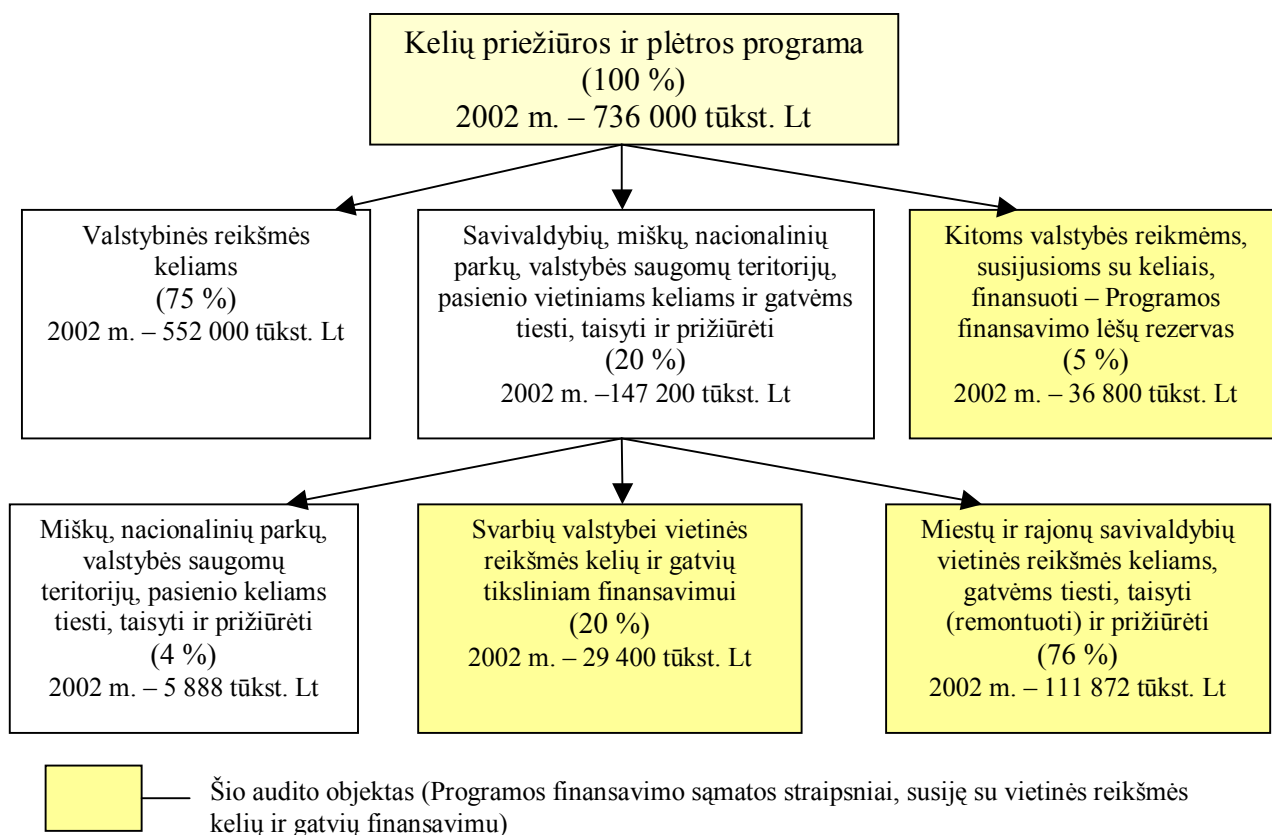 Kelių priežiūros ir plėtros programa
(100 %)
2002 m. – 736 000 tūkst. Lt
Valstybinės reikšmės
keliams
(75 %)
2002 m. – 552 000 tūkst. Lt
Savivaldybių, miškų, nacionalinių
parkų, valstybės saugomų teritorijų,
pasienio vietiniams keliams ir gatvėms
tiesti, taisyti ir prižiūrėti
(20 %)
2002 m. –147 200 tūkst. Lt
Kitoms valstybės reikmėms,
susijusioms su keliais,
finansuoti – Programos
finansavimo lėšų rezervas
(5 %)
2002 m. – 36 800 tūkst. Lt
Miškų, nacionalinių parkų,
valstybės saugomų
teritorijų, pasienio keliams
tiesti, taisyti ir prižiūrėti
(4 %)
2002 m. – 5 888 tūkst. Lt
Svarbių valstybei vietinės
reikšmės kelių ir gatvių
tiksliniam finansavimui
(20 %)
2002 m. – 29 400 tūkst. Lt
Miestų ir rajonų savivaldybių
vietinės reikšmės keliams,
gatvėms tiesti, taisyti
(remontuoti) ir prižiūrėti
(76 %)
2002 m. – 111 872 tūkst. Lt
Šio audito objektas (Programos finansavimo sąmatos straipsniai, susiję su vietinės reikšmės
kelių ir gatvių finansavimu)